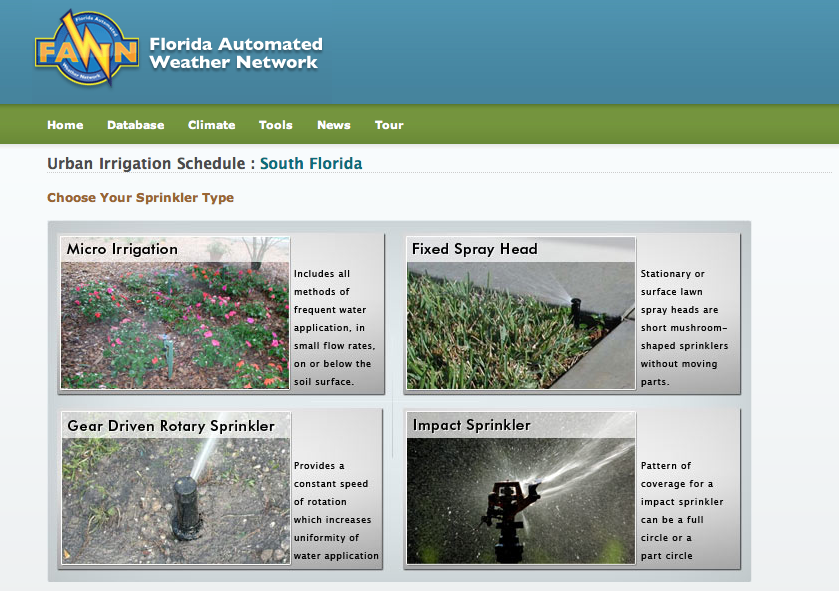 Florida Automated
FAWN
Weather Network
Florida Automated
Weather Network
Home Database Climate Tools News Tour
Urban Irrigation Schedule : South Florida
Choose Your Sprinkler Type
Micro Irrigation
Includes all
methods of
frequent water
application, in
small flow rates,
on or below the
soil surface.
Fixed Spray Head
Stationary or
surface lawn
spray heads are
short mushroom-
shaped sprinklers
without moving
parts.
Gear Driven Rotary Sprinkler
Provides a
constant speed
of rotation
which increases
uniformity of
water application
Impact Sprinkler
Pattern of
coverage for a
impact sprinkler
can be a full
circle or a
part circle